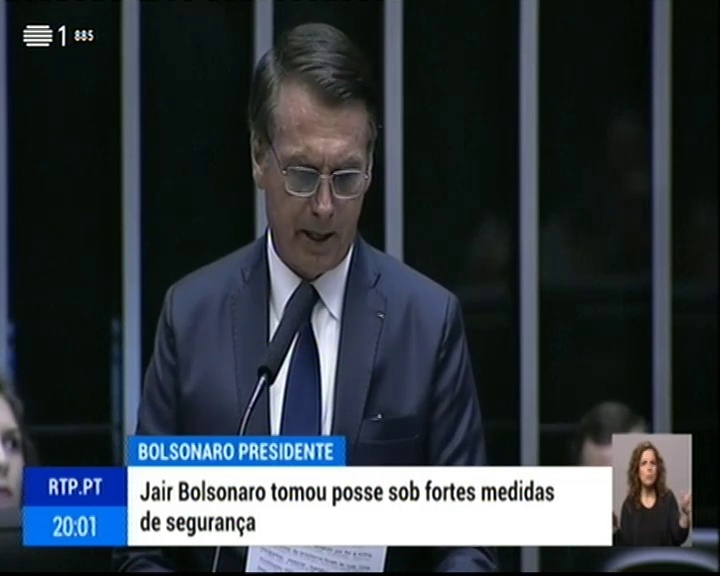 1 885
BOLSONARO PRESIDENTE
RTP.PT
Jair Bolsonaro tomou posse sob fortes medidas
de segurança
20:01